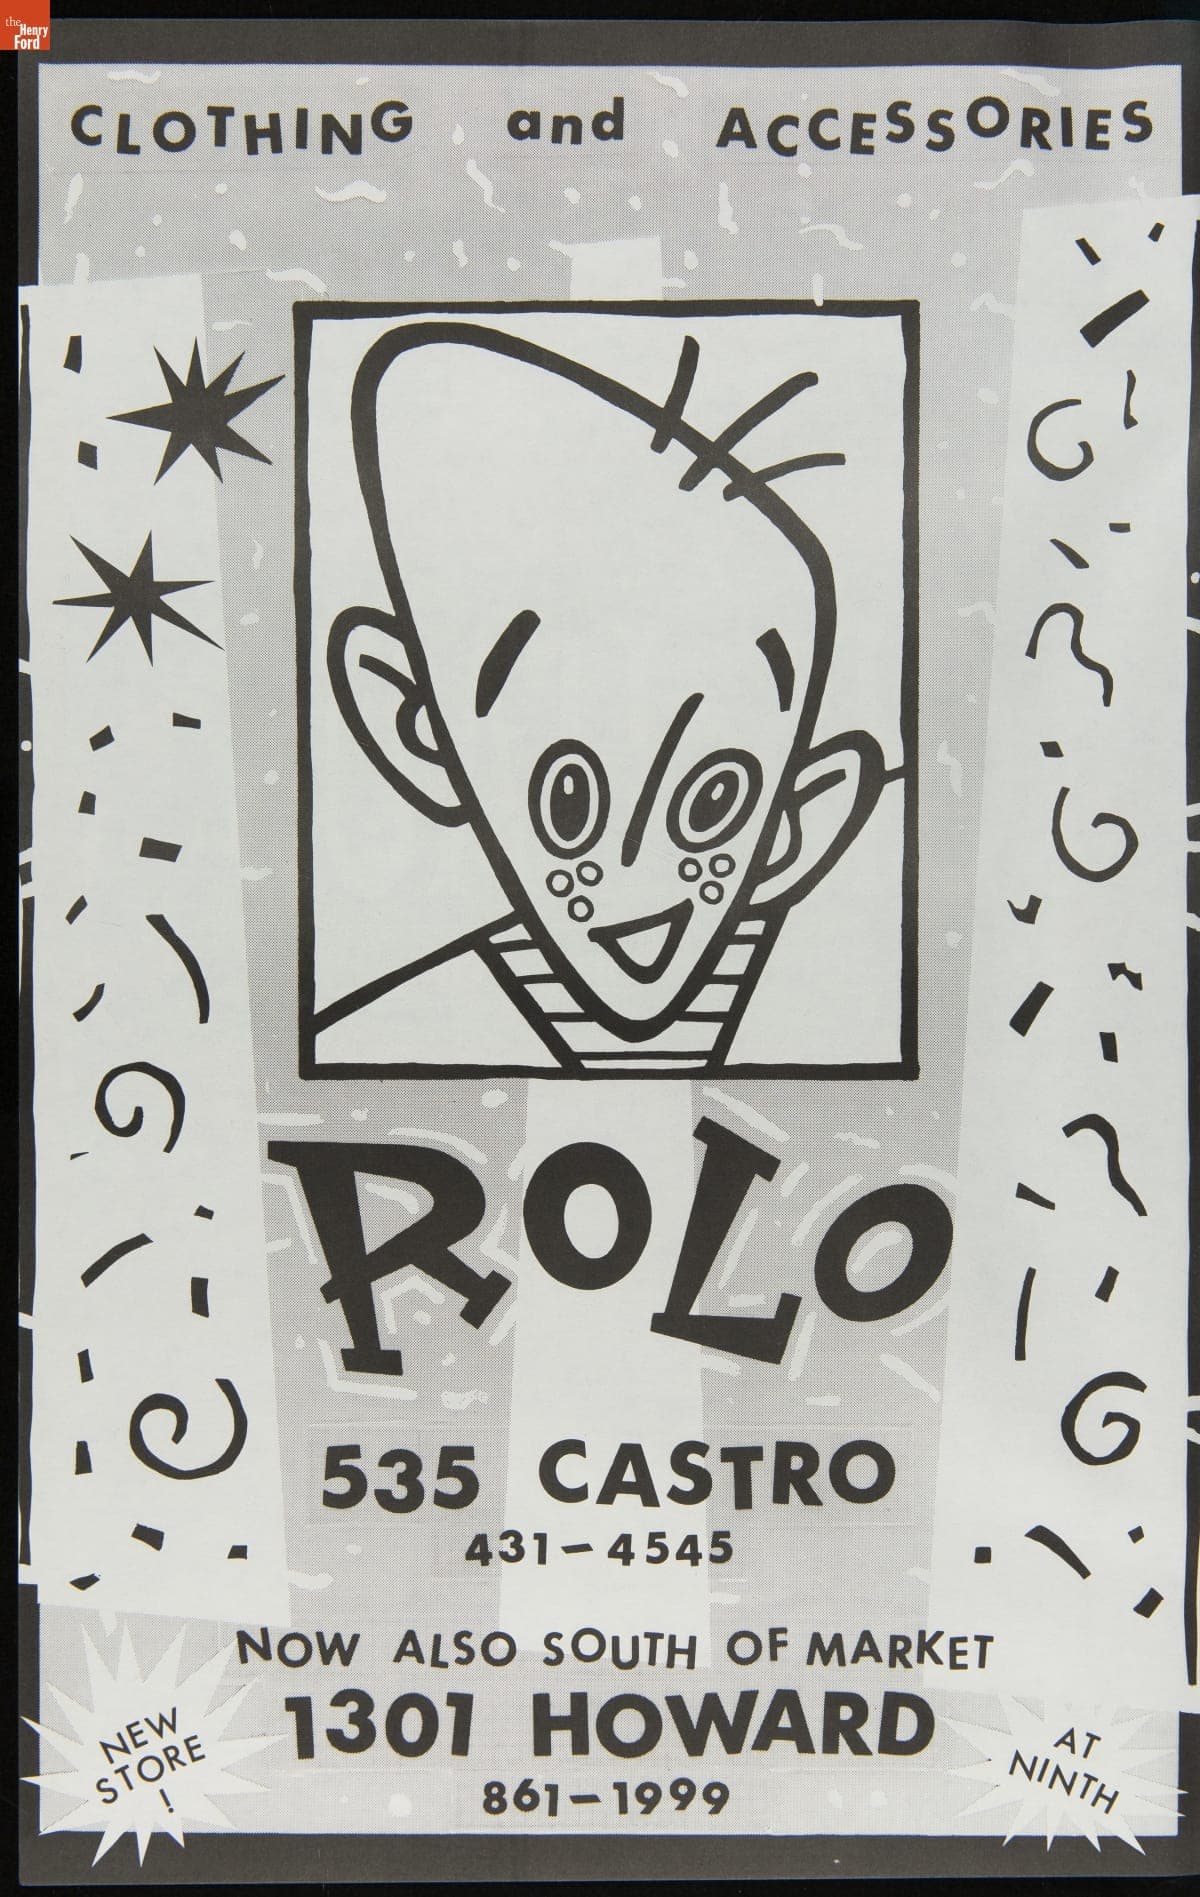 the
Henry
Ford
CLOTHING and ACCESSORIES
ROLO
535 CASTRO
431-4545
NOW ALSO SOUTH OF MARKET
1301 HOWARD
861-1999
NEW
STORE
!
AT
NINTH